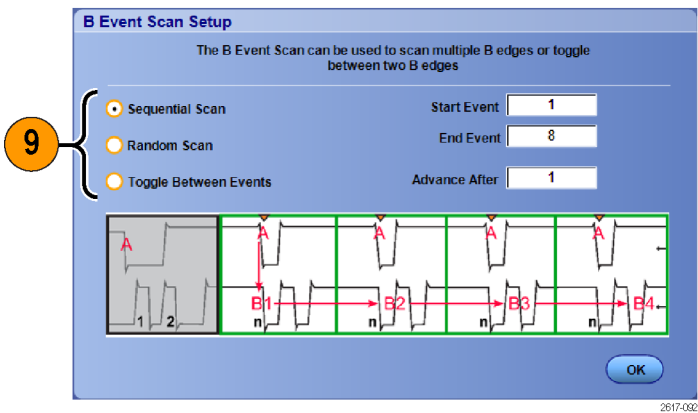 B Event Scan Setup
The B Event Scan can be used to scan multiple B edges or toggle
between two B edges
9
Sequential Scan
Random Scan
Toggle Between Events
Start Event 1
End Event 8
Advance After 1
A A A A A
B1 B2 B3 B4
1 2 n n n n
OK
2617-092